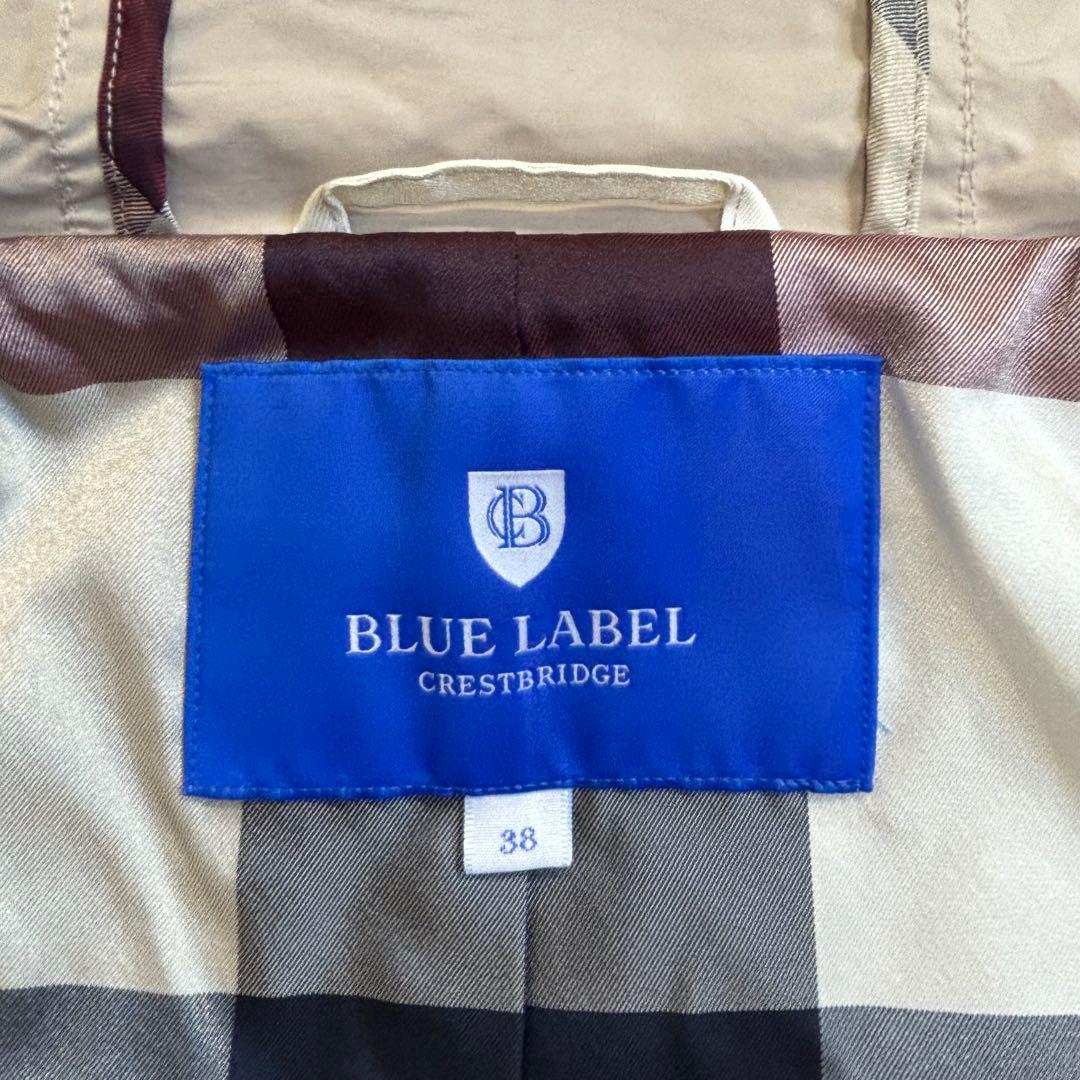 CB
BLUE LABEL
CRESTBRIDGE
38